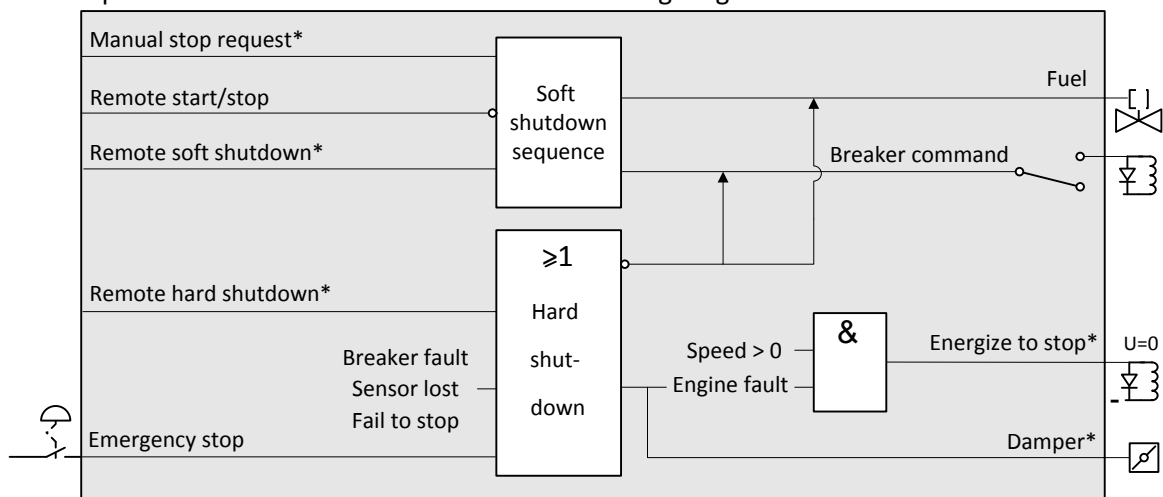 Manual stop request*
Remote start/stop
Remote soft shutdown*
Soft
shutdown
sequence
Fuel
Breaker command
≥1
Hard
shut-
down
Remote hard shutdown*
Breaker fault
Sensor lost
Fail to stop
Emergency stop
Speed > 0
Engine fault
&
Energize to stop*
U=0
-
Damper*